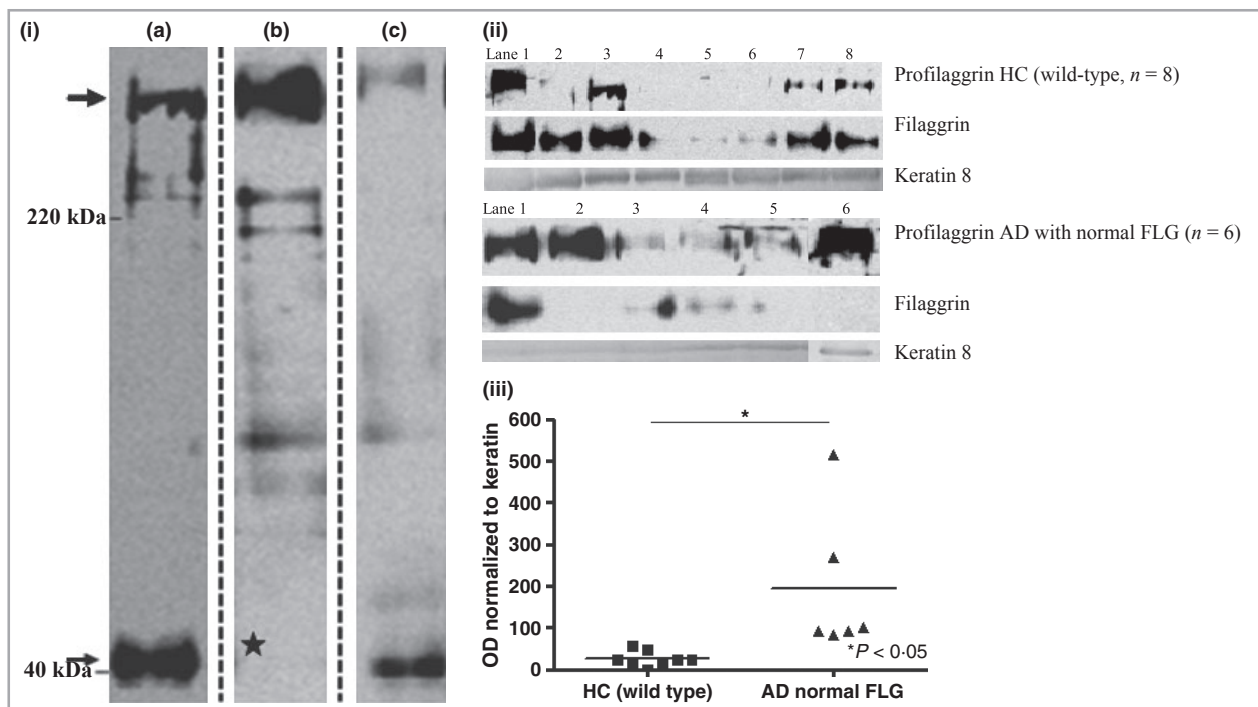 (i) (a) (b) (c)
220 kDa
40 kDa
★
(ii)
Lane 1 2 3 4 5 6 7 8
Profilaggrin HC (wild-type, n = 8)
Filaggrin
Keratin 8
Lane 1 2 3 4 5 6
Profilaggrin AD with normal FLG (n = 6)
Filaggrin
Keratin 8
(iii)
*
OD normalized to keratin
600
500
400
300
200
100
0
*P < 0·05
HC (wild type) AD normal FLG